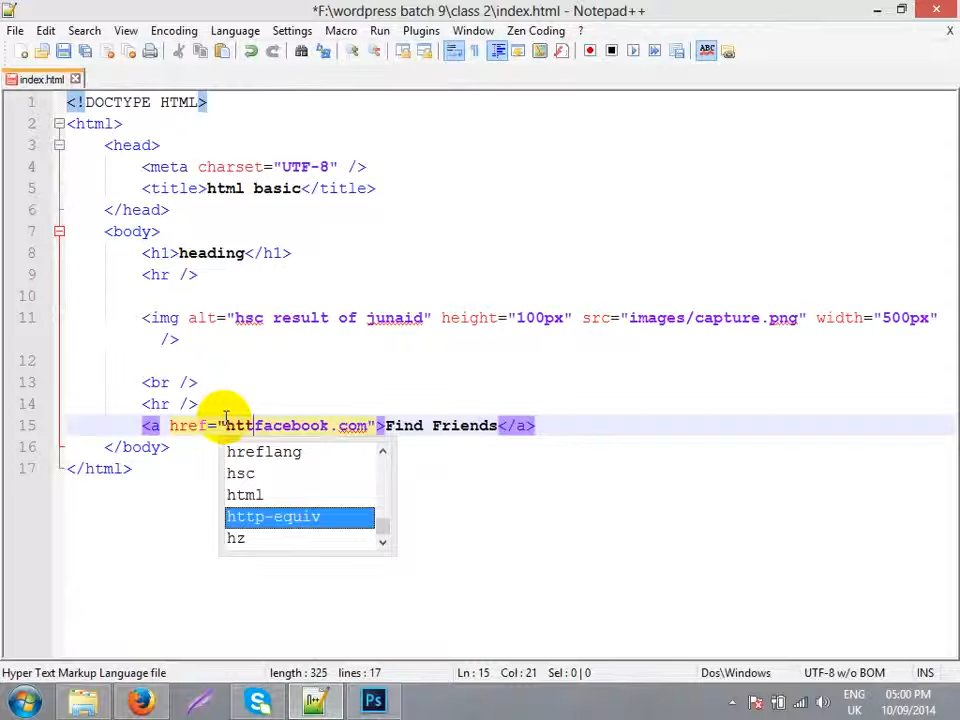 *F:\wordpress batch 9\class 2\index.html - Notepad++
File Edit Search View Encoding Language Settings Macro Run Plugins Window Zen Coding ? X
ABC
index.html
1 <!DOCTYPE HTML>
2 <html>
3 <head>
4 <meta charset="UTF-8" />
5 <title>html basic</title>
6 </head>
7 <body>
8 <h1>heading</h1>
9 <hr />
10
11 <img alt="hsc result of junaid" height="100px" src="images/capture.png" width="500px"
/>
12
13 <br />
14 <hr />
15 <a href="httfacebook.com">Find Friends</a>
16 </body>
17 </html>
hreflang
hsc
html
http-equiv
hz
Hyper Text Markup Language file length : 325 lines : 17 Ln : 15 Col : 21 Sel : 0 | 0 Dos\Windows UTF-8 w/o BOM INS
Ps
ENG 05:00 PM
UK 10/09/2014